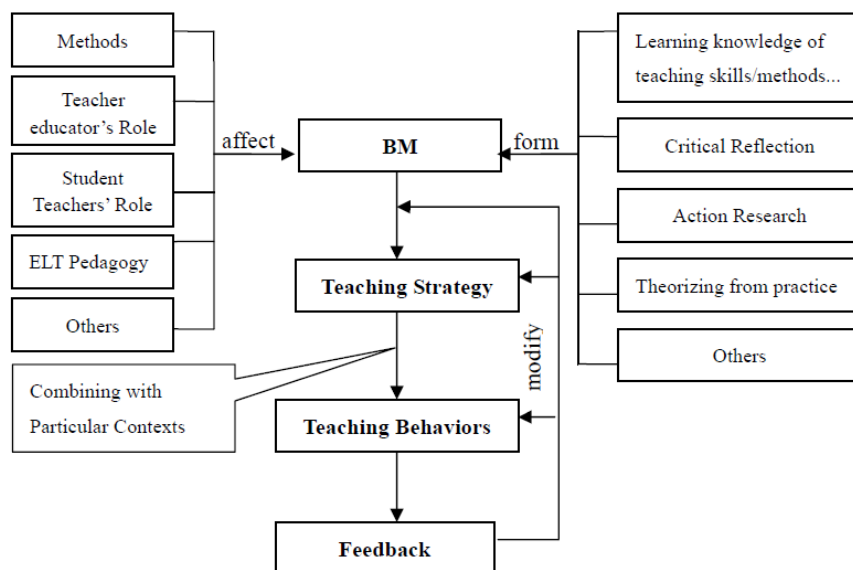 Methods
Teacher
educator’s Role
Student
Teachers’ Role
ELT Pedagogy
Others
Combining with
Particular Contexts
affect
BM
form
Teaching Strategy
modify
Teaching Behaviors
Feedback
Learning knowledge of
teaching skills/methods...
Critical Reflection
Action Research
Theorizing from practice
Others